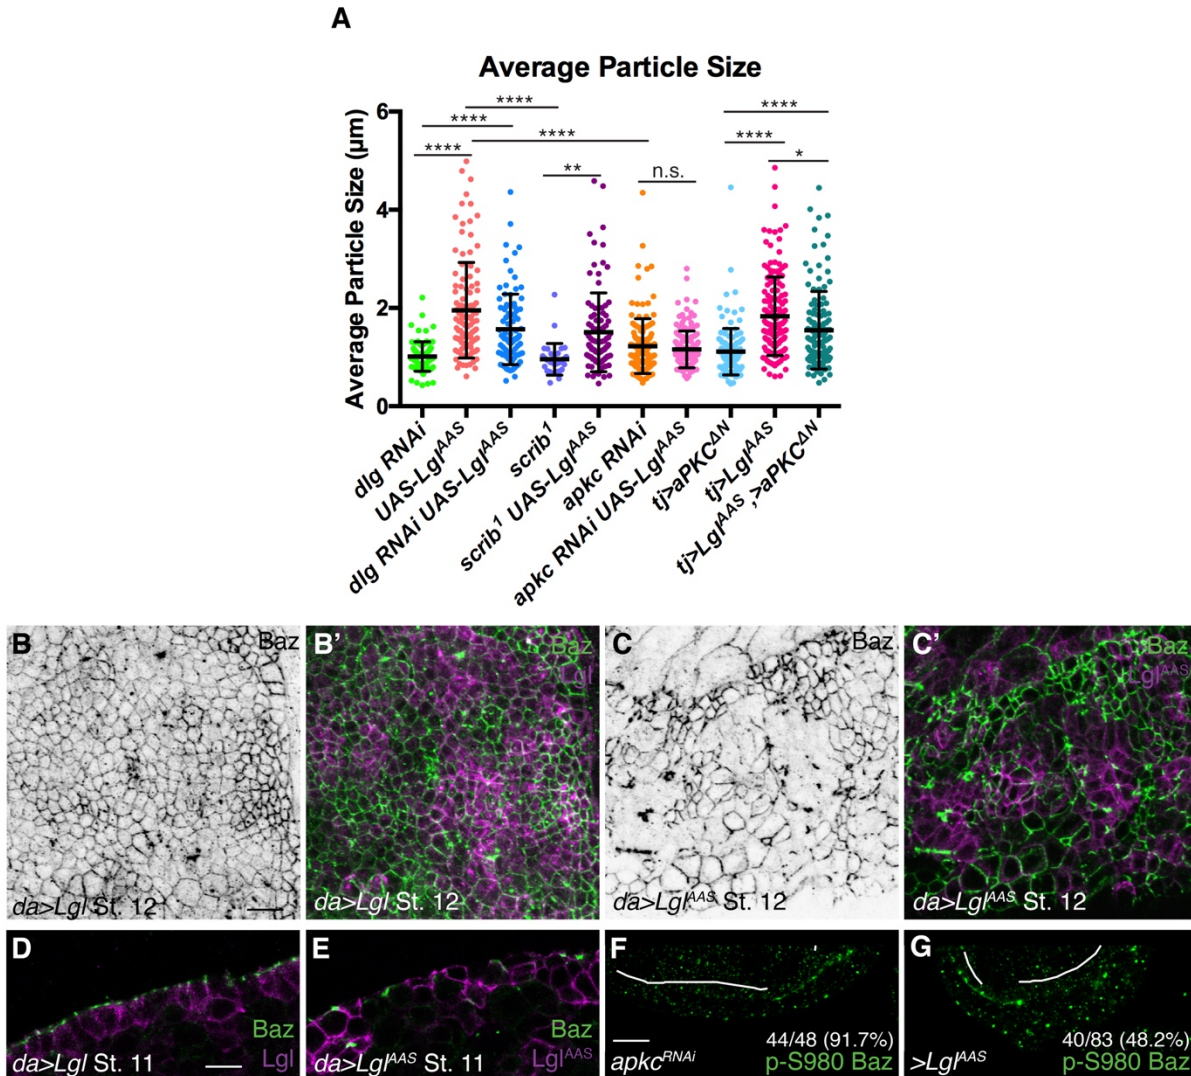 A
Average Particle Size
Average Particle Size (µm)
6
4
2
0
****
****
****
****
**
n.s.
****
****
*
dlg RNAi
UAS-Lgl^AAS
dlg RNAi UAS-Lgl^AAS
scrib^1
scrib^1 UAS-Lgl^AAS
apkc RNAi
apkc RNAi UAS-Lgl^AAS
tj>aPKC^ΔN
tj>Lgl^AAS
tj>Lgl^AAS,>aPKC^ΔN
B
Baz
da>Lgl St. 12
B'
Baz
Lgl
da>Lgl St. 12
C
Baz
da>Lgl^AAS St. 12
C'
Baz
Lgl^AAS
da>Lgl^AAS St. 12
D
Baz
da>Lgl St. 11
Lgl
E
Baz
da>Lgl^AAS St. 11
Lgl^AAS
F
44/48 (91.7%)
apkc^RNAi
p-S980 Baz
G
40/83 (48.2%)
>Lgl^AAS
p-S980 Baz